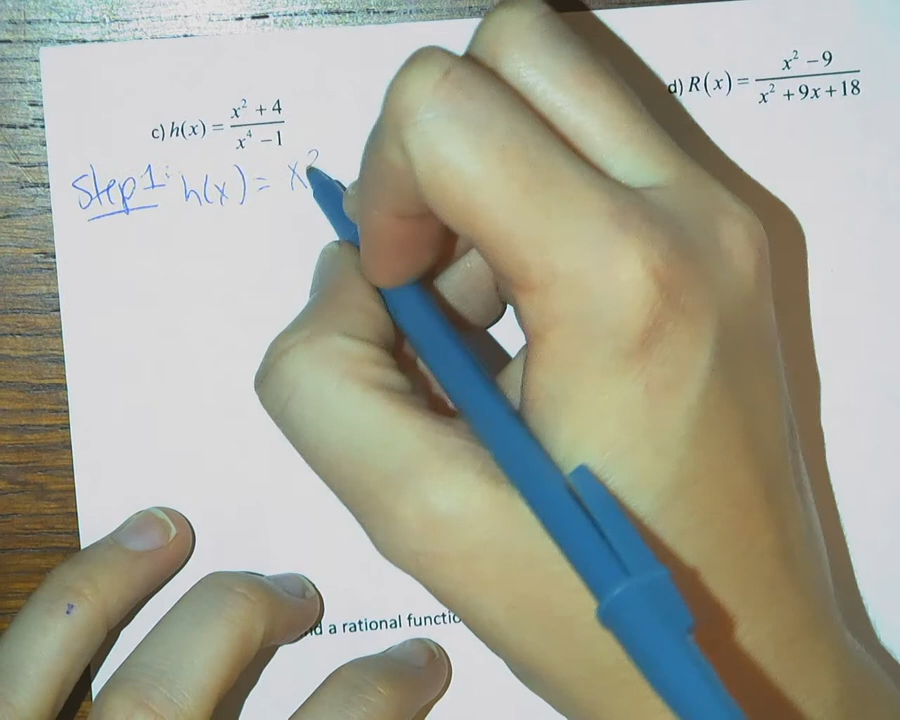 c) h(x) = (x² + 4)/(x⁴ − 1)
d) R(x) = (x² − 9)/(x² + 9x + 18)
Step 1: h(x) = x²
a rational functio